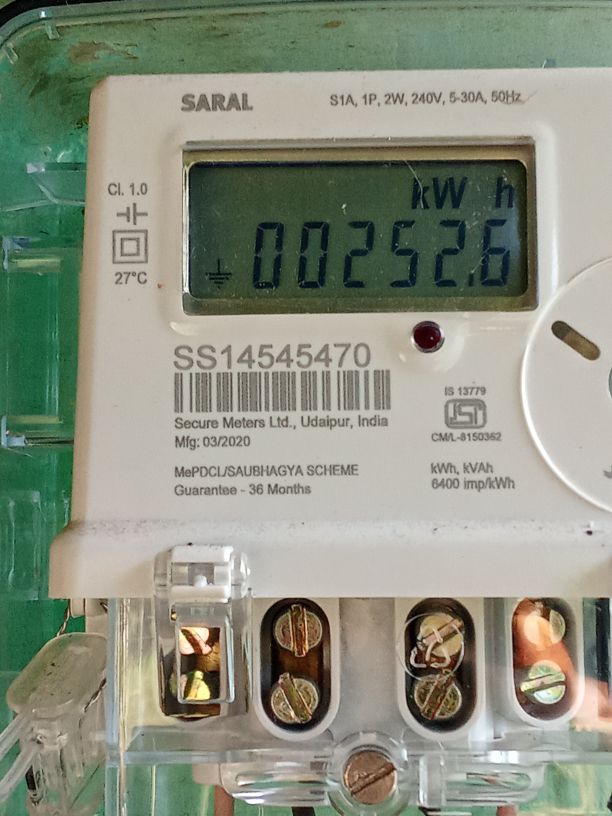 SARAL
S1A, 1P, 2W, 240V, 5-30A, 50Hz
Cl. 1.0
27°C
kW h
00252.6
SS14545470
Secure Meters Ltd., Udaipur, India
Mfg: 03/2020
MePDCL/SAUBHAGYA SCHEME
Guarantee - 36 Months
IS 13779
ISI
CM/L-8150362
kWh, kVAh
6400 imp/kWh